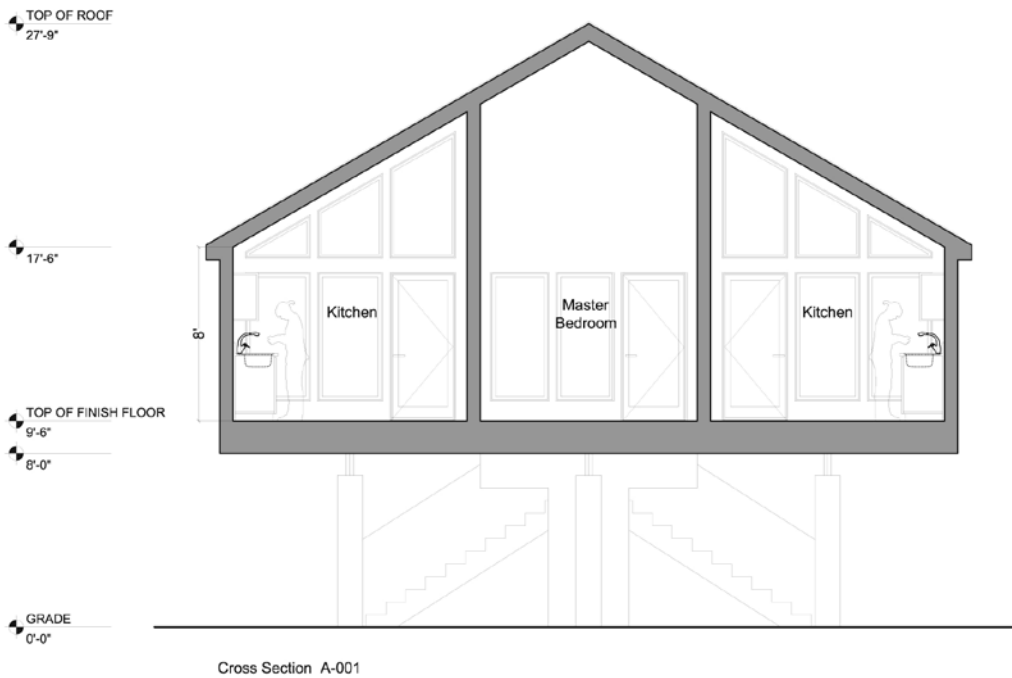 TOP OF ROOF
27'-9"
17'-6"
8'
Kitchen
Master
Bedroom
Kitchen
TOP OF FINISH FLOOR
9'-6"
8'-0"
GRADE
0'-0"
Cross Section A-001